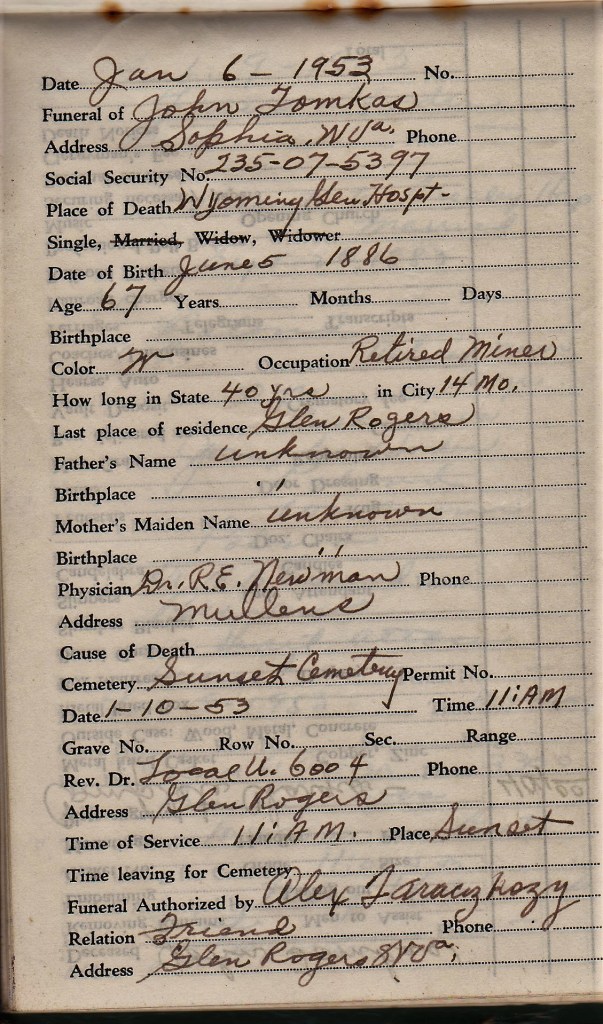 Date Jan 6 - 1953 No.
Funeral of John Tomkas
Address Sophia, W Va. Phone
Social Security No. 235-07-5397
Place of Death Wyoming Gen. Hospt-
Single, Married, Widow, Widower
Date of Birth June 5 1886
Age 67 Years Months Days
Birthplace
Color W Occupation Retired Miner
How long in State 40 yrs in City 14 Mo.
Last place of residence Glen Rogers
Father's Name unknown
Birthplace "
Mother's Maiden Name unknown
Birthplace "
Physician Dr. R.E. Newman Phone
Address Mullens
Cause of Death
Cemetery Sunset Cemetery Permit No.
Date 1-10-53 Time 11:AM
Grave No. Row No. Sec. Range
Rev. Dr. Local U. 6004 Phone
Address Glen Rogers
Time of Service 11:A.M. Place Sunset
Time leaving for Cemetery
Funeral Authorized by Alex Taraczkozy
Relation Friend Phone
Address Glen Rogers WVa.